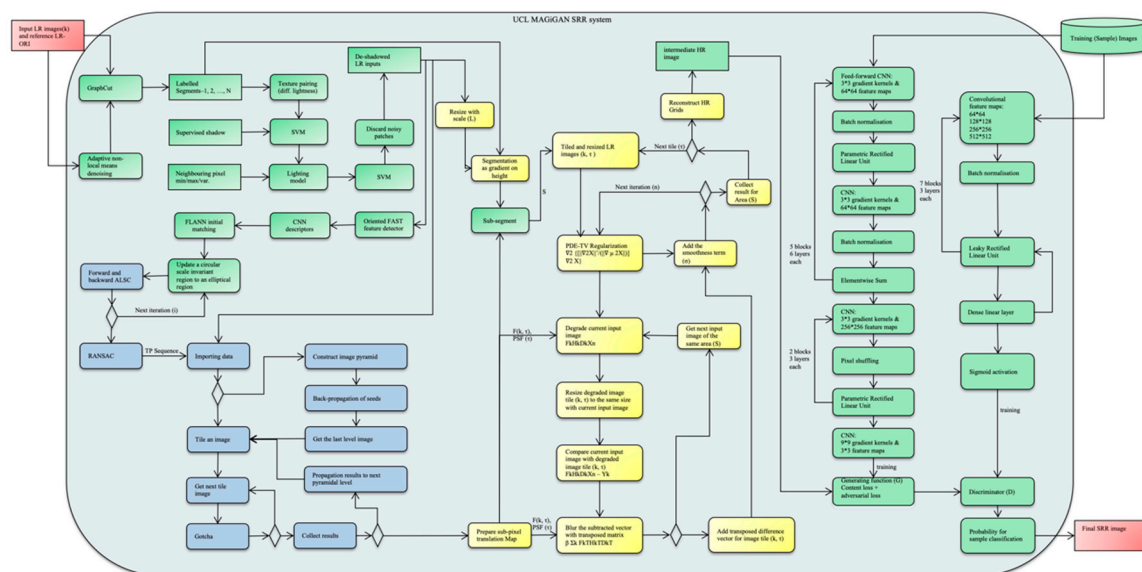 UCL MAGiGAN SRR system
Input LR images(k)
and reference LR-
ORI
GraphCut
Adaptive non-
local means
denoising
Labelled
Segments-1, 2, ..., N
Texture pairing
(diff. lightness)
Supervised shadow
SVM
Neighbouring pixel
min/max/var.
Lighting
model
SVM
Discard noisy
patches
De-shadowed
LR inputs
FLANN initial
matching
CNN
descriptors
Oriented FAST
feature detector
Update a circular
scale invariant
region to an elliptical
region
Forward and
backward ALSC
Next iteration (i)
RANSAC
TP Sequence
Importing data
Construct image pyramid
Back-propagation of seeds
Get the last level image
Tile an image
Propagation results to next
pyramidal level
Get next tile
image
Gotcha
Collect results
Resize with
scale (L)
Segmentation
as gradient on
height
Sub-segment
S
Prepare sub-pixel
translation Map
F(k, τ),
PSF (τ)
F(k, τ),
PSF (τ)
intermediate HR
image
Reconstruct HR
Grids
Tiled and resized LR
images (k, τ )
Next tile (τ)
Next iteration (n)
Collect
result for
Area (S)
PDE-TV Regularization
Add the
smoothness term
(n)
Degrade current input
image
FkHkDkXn
Get next input
image of the
same area (S)
Resize degraded image
tile (k, τ) to the same size
with current input image
Compare current input
image with degraded
image tile (k, τ)
FkHkDkXn – Yk
Blur the subtracted vector
with transposed matrix
β Σk FkTHkTDkT
Add transposed difference
vector for image tile (k, τ)
Training (Sample) Images
Feed-forward CNN:
3*3 gradient kernels &
64*64 feature maps
Batch normalisation
Parametric Rectified
Linear Unit
CNN:
3*3 gradient kernels &
64*64 feature maps
Batch normalisation
Elementwise Sum
5 blocks
6 layers
each
CNN:
3*3 gradient kernels &
256*256 feature maps
Pixel shuffling
Parametric Rectified
Linear Unit
2 blocks
3 layers
each
CNN:
9*9 gradient kernels &
3*3 feature maps
training
Generating function (G)
Content loss +
adversarial loss
Convolutional
feature maps:
64*64
128*128
256*256
512*512
Batch normalisation
7 blocks
3 layers
each
Leaky Rectified
Linear Unit
Dense linear layer
Sigmoid activation
training
Discriminator (D)
Probability for
sample classification
Final SRR image